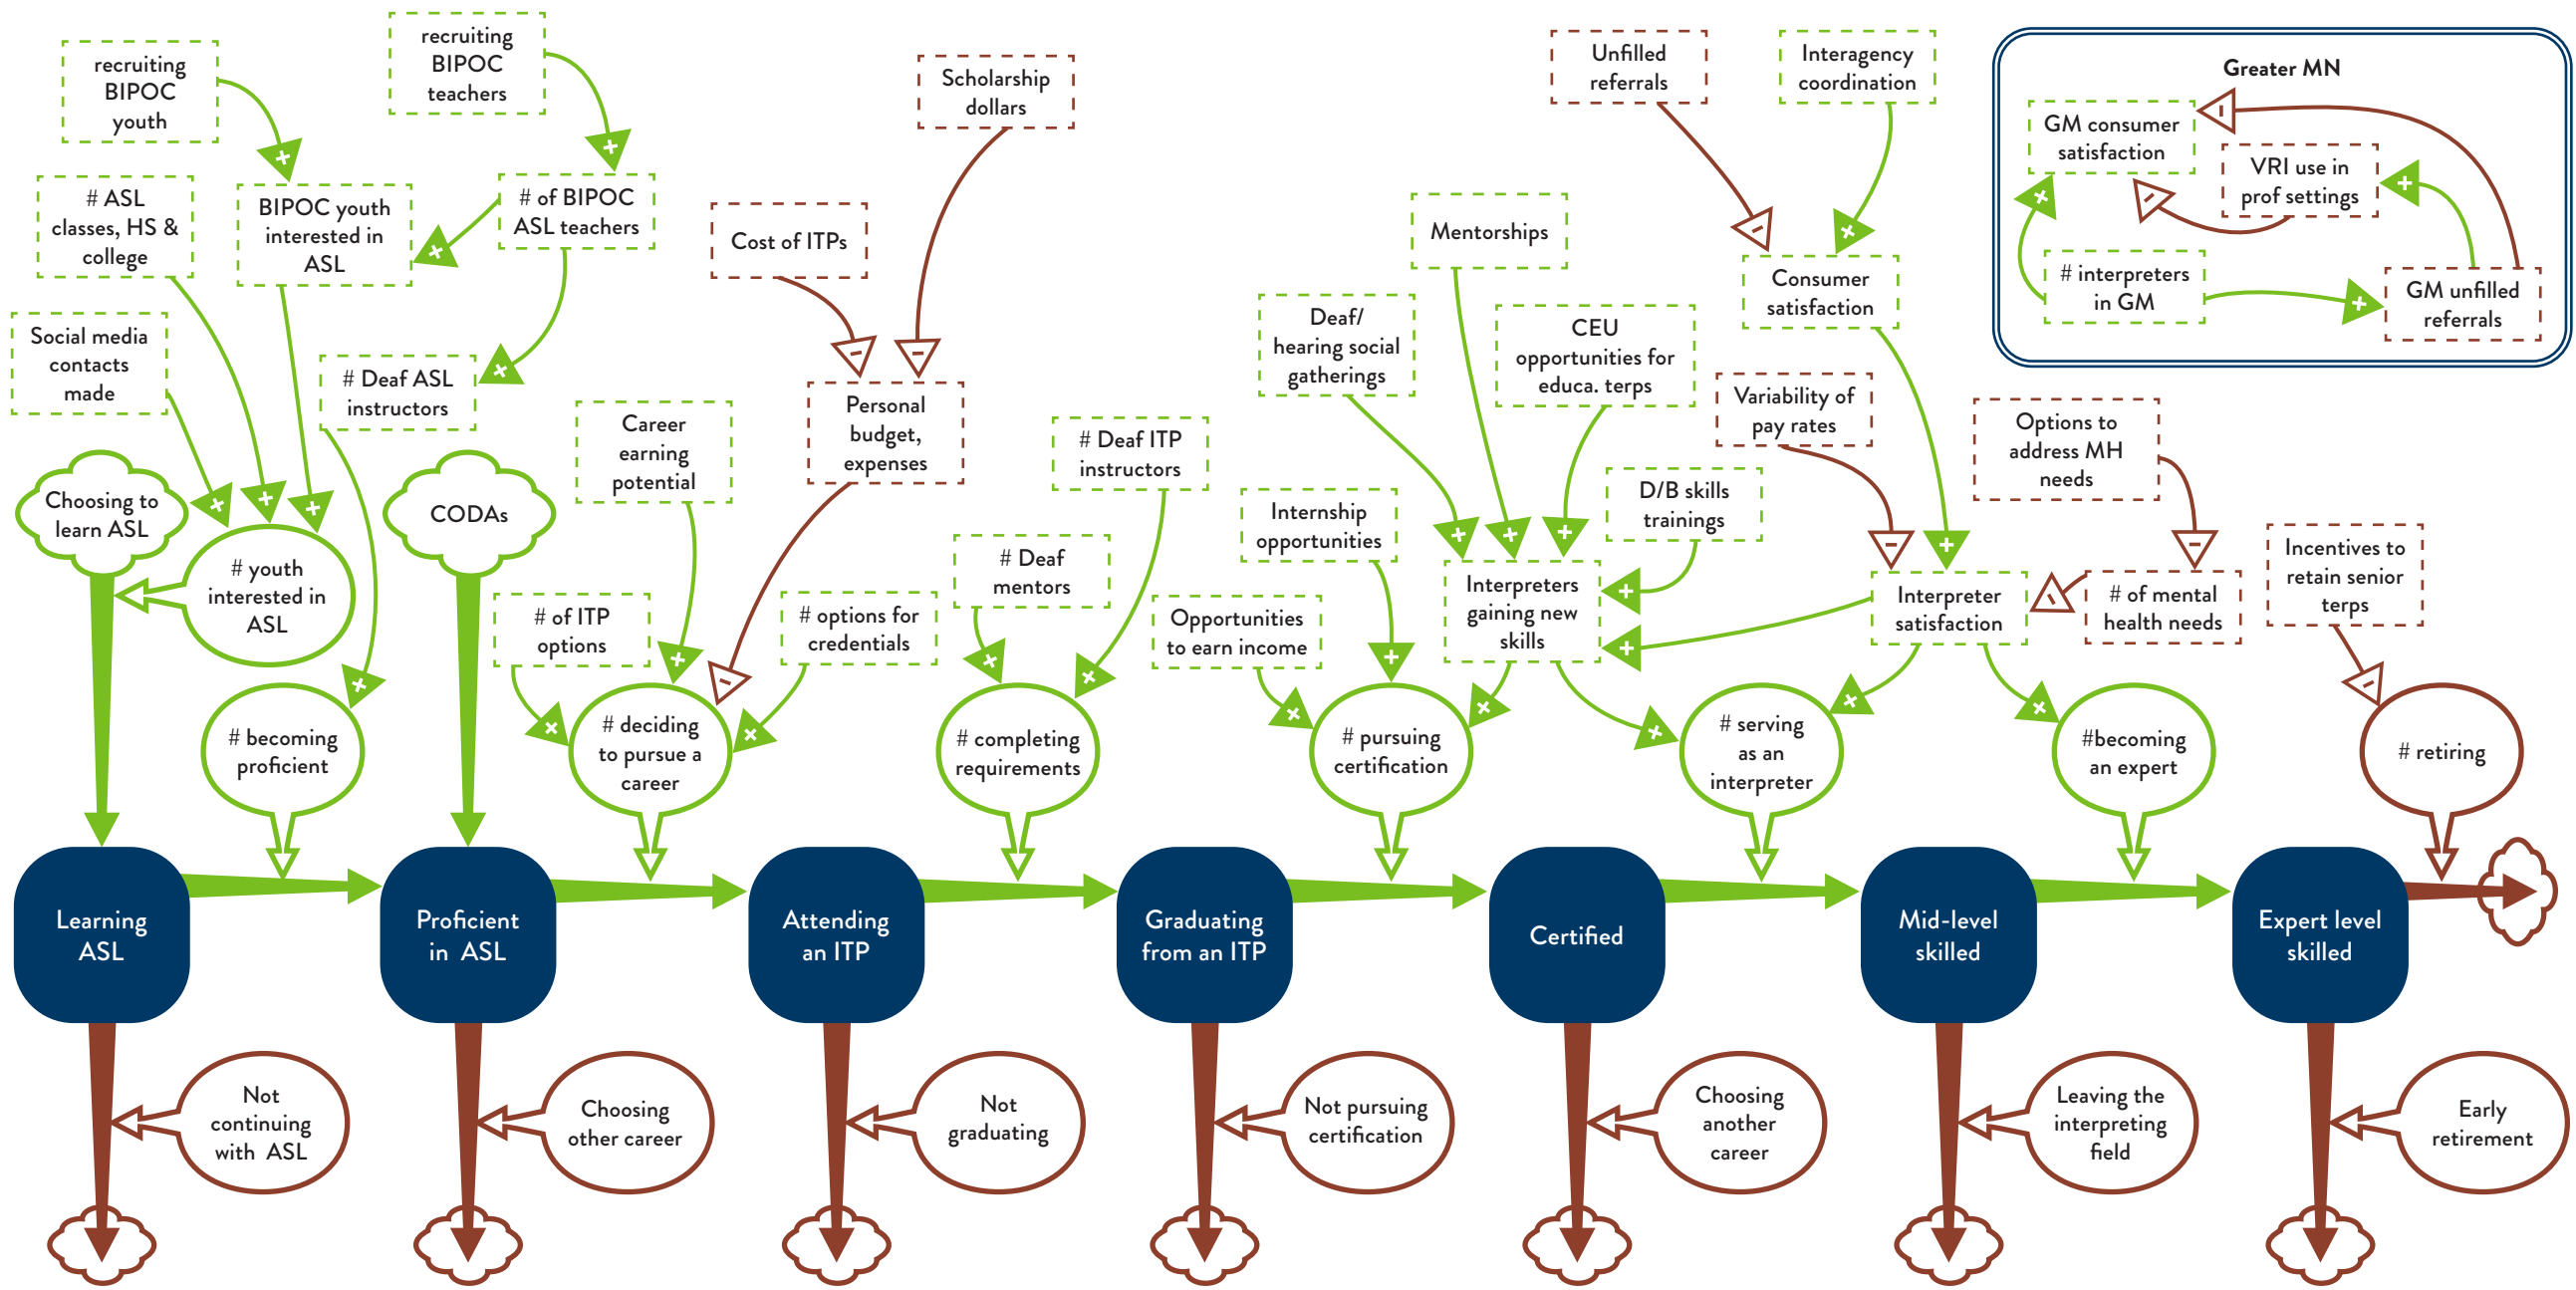 recruiting
BIPOC
youth
recruiting
BIPOC
teachers
Scholarship
dollars
Unfilled
referrals
Interagency
coordination
Greater MN
GM consumer
satisfaction
VRI use in
prof settings
# interpreters
in GM
GM unfilled
referrals
# ASL
classes, HS &
college
BIPOC youth
interested in
ASL
# of BIPOC
ASL teachers
Cost of ITPs
Mentorships
Consumer
satisfaction
Social media
contacts
made
# Deaf ASL
instructors
Career
earning
potential
Personal
budget,
expenses
# Deaf ITP
instructors
Deaf/
hearing social
gatherings
CEU
opportunities for
educa. terps
Variability of
pay rates
Options to
address MH
needs
Choosing to
learn ASL
CODAs
Internship
opportunities
D/B skills
trainings
Incentives to
retain senior
terps
# youth
interested in
ASL
# of ITP
options
# options for
credentials
# Deaf
mentors
Opportunities
to earn income
Interpreters
gaining new
skills
Interpreter
satisfaction
# of mental
health needs
# becoming
proficient
# deciding
to pursue a
career
# completing
requirements
# pursuing
certification
# serving
as an
interpreter
#becoming
an expert
# retiring
Learning
ASL
Proficient
in ASL
Attending
an ITP
Graduating
from an ITP
Certified
Mid-level
skilled
Expert level
skilled
Not
continuing
with ASL
Choosing
other career
Not
graduating
Not pursuing
certification
Choosing
another
career
Leaving the
interpreting
field
Early
retirement